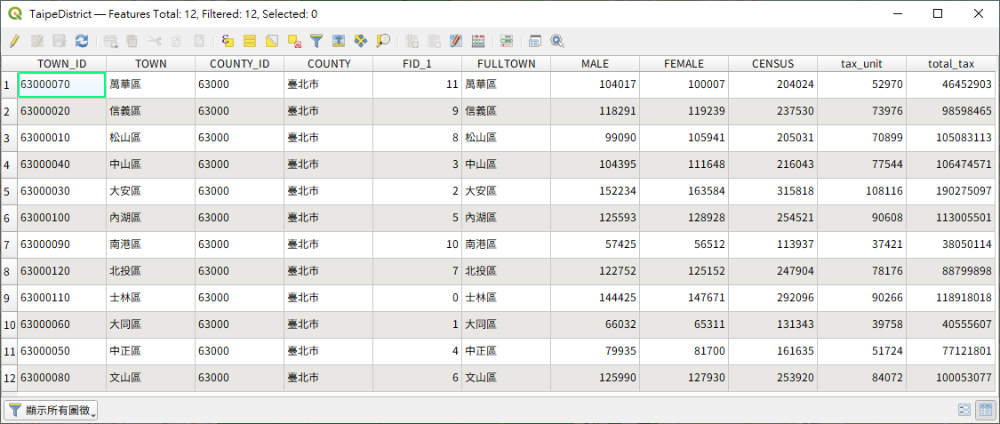 TaipeDistrict — Features Total: 12, Filtered: 12, Selected: 0
TOWN_ID TOWN COUNTY_ID COUNTY FID_1 FULLTOWN MALE FEMALE CENSUS tax_unit total_tax
1 63000070 萬華區 63000 臺北市 11 萬華區 104017 100007 204024 52970 46452903
2 63000020 信義區 63000 臺北市 9 信義區 118291 119239 237530 73976 98598465
3 63000010 松山區 63000 臺北市 8 松山區 99090 105941 205031 70899 105083113
4 63000040 中山區 63000 臺北市 3 中山區 104395 111648 216043 77544 106474571
5 63000030 大安區 63000 臺北市 2 大安區 152234 163584 315818 108116 190275097
6 63000100 內湖區 63000 臺北市 5 內湖區 125593 128928 254521 90608 113005501
7 63000090 南港區 63000 臺北市 10 南港區 57425 56512 113937 37421 38050114
8 63000120 北投區 63000 臺北市 7 北投區 122752 125152 247904 78176 88799898
9 63000110 士林區 63000 臺北市 0 士林區 144425 147671 292096 90266 118918018
10 63000060 大同區 63000 臺北市 1 大同區 66032 65311 131343 39758 40555607
11 63000050 中正區 63000 臺北市 4 中正區 79935 81700 161635 51724 77121801
12 63000080 文山區 63000 臺北市 6 文山區 125990 127930 253920 84072 100053077
顯示所有圖徵